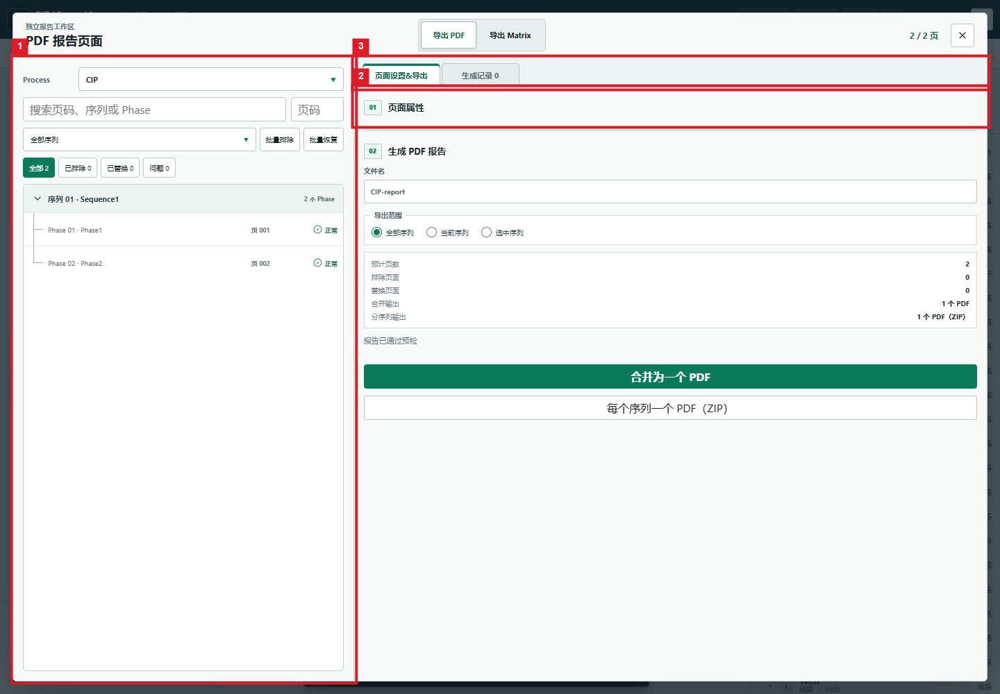 独立报告工作区
PDF 报告页面
导出 PDF
导出 Matrix
2 / 2 页
1
3
Process
CIP
搜索页码、序列或 Phase
页码
全部序列
批量排除
批量恢复
全部 2
已排除 0
已替换 0
问题 0
序列 01 · Sequence1
2 个 Phase
Phase 01 · Phase1
页 001
正常
Phase 02 · Phase2
页 002
正常
2
页面设置&导出
生成记录 0
01
页面属性
02
生成 PDF 报告
文件名
CIP-report
导出范围
全部序列
当前序列
选中序列
预计页数
2
排除页面
0
替换页面
0
合并输出
1 个 PDF
分序列输出
1 个 PDF（ZIP）
报告已通过预检
合并为一个 PDF
每个序列一个 PDF（ZIP）